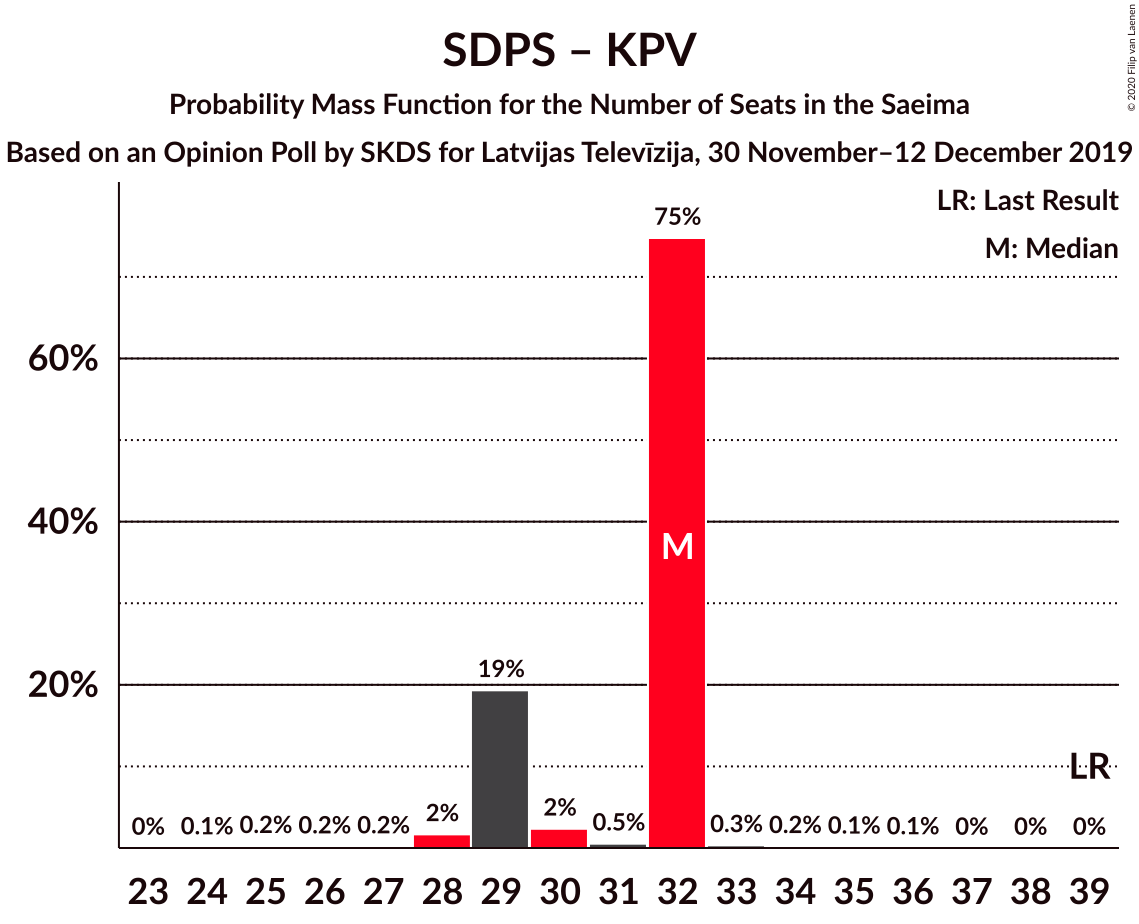 SDPS – KPV
Probability Mass Function for the Number of Seats in the Saeima
Based on an Opinion Poll by SKDS for Latvijas Televīzija, 30 November–12 December 2019
© 2020 Filip van Laenen
LR: Last Result
M: Median
75%
60%
40%
M
19%
20%
LR
0% 0.1% 0.2% 0.2% 0.2% 2% 2% 0.5% 0.3% 0.2% 0.1% 0.1% 0% 0% 0%
23 24 25 26 27 28 29 30 31 32 33 34 35 36 37 38 39